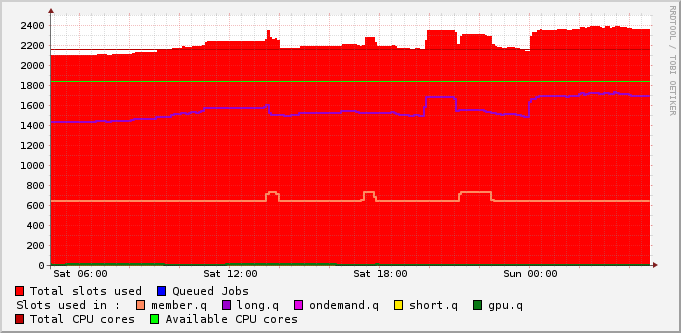 RRDTOOL / TOBI OETIKER
2400
2200
2000
1800
1600
1400
1200
1000
800
600
400
200
0
Sat 06:00 Sat 12:00 Sat 18:00 Sun 00:00
Total slots used Queued Jobs
Slots used in : member.q long.q ondemand.q short.q gpu.q
Total CPU cores Available CPU cores